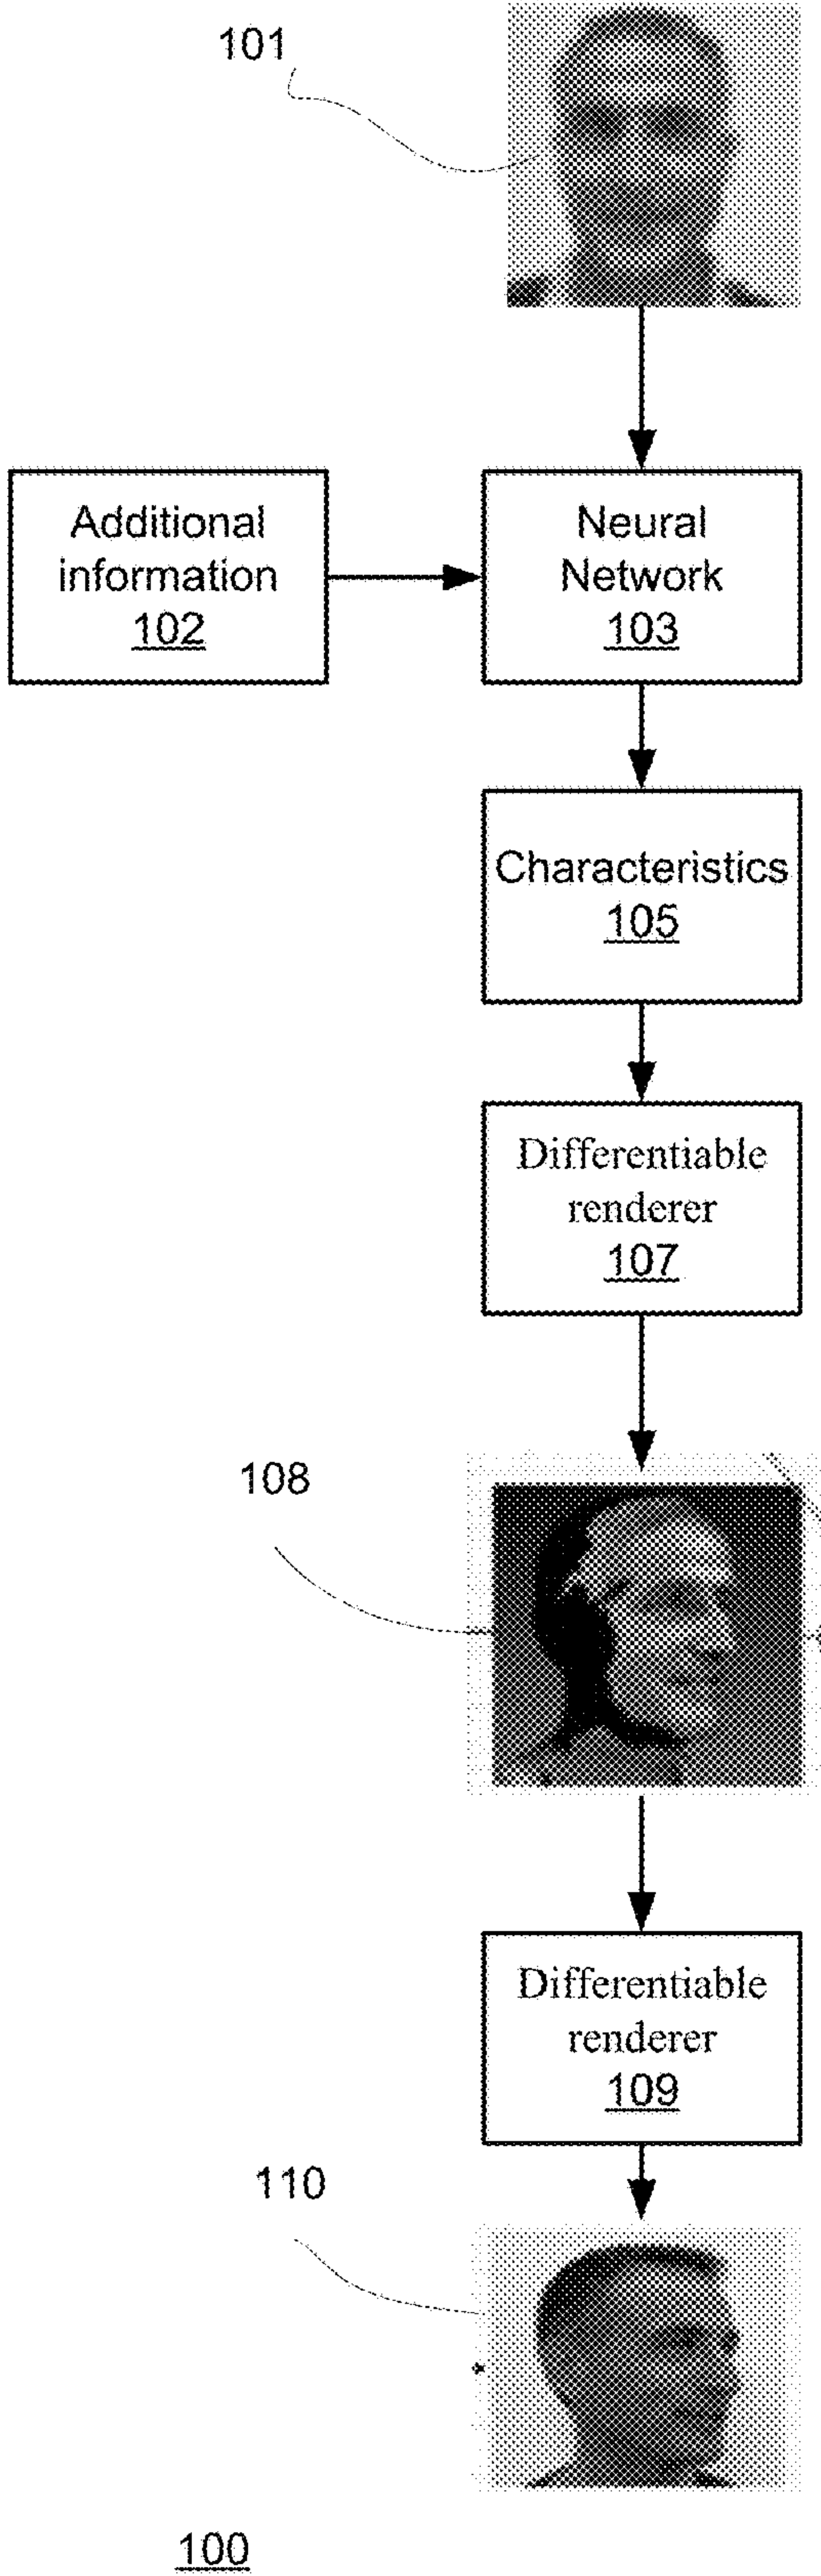 101
Additional
information
102
Neural
Network
103
Characteristics
105
Differentiable
renderer
107
108
Differentiable
renderer
109
110
100